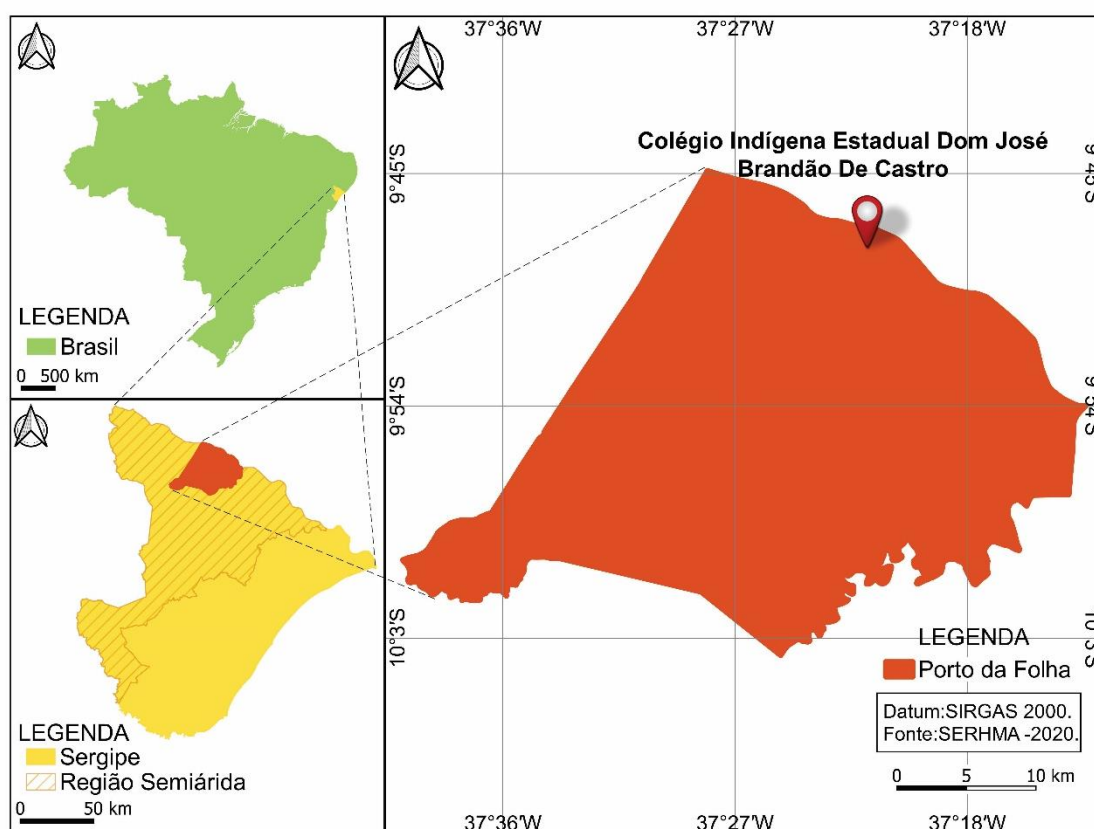 LEGENDA
Brasil
0 500 km
LEGENDA
Sergipe
Região Semiárida
0 50 km
37°36'W 37°27'W 37°18'W
Colégio Indígena Estadual Dom José
Brandão De Castro
9°45'S 9°45'S
9°54'S 9°54'S
10°3'S 10°3'S
LEGENDA
Porto da Folha
Datum:SIRGAS 2000.
Fonte:SERHMA -2020.
0 5 10 km
37°36'W 37°27'W 37°18'W